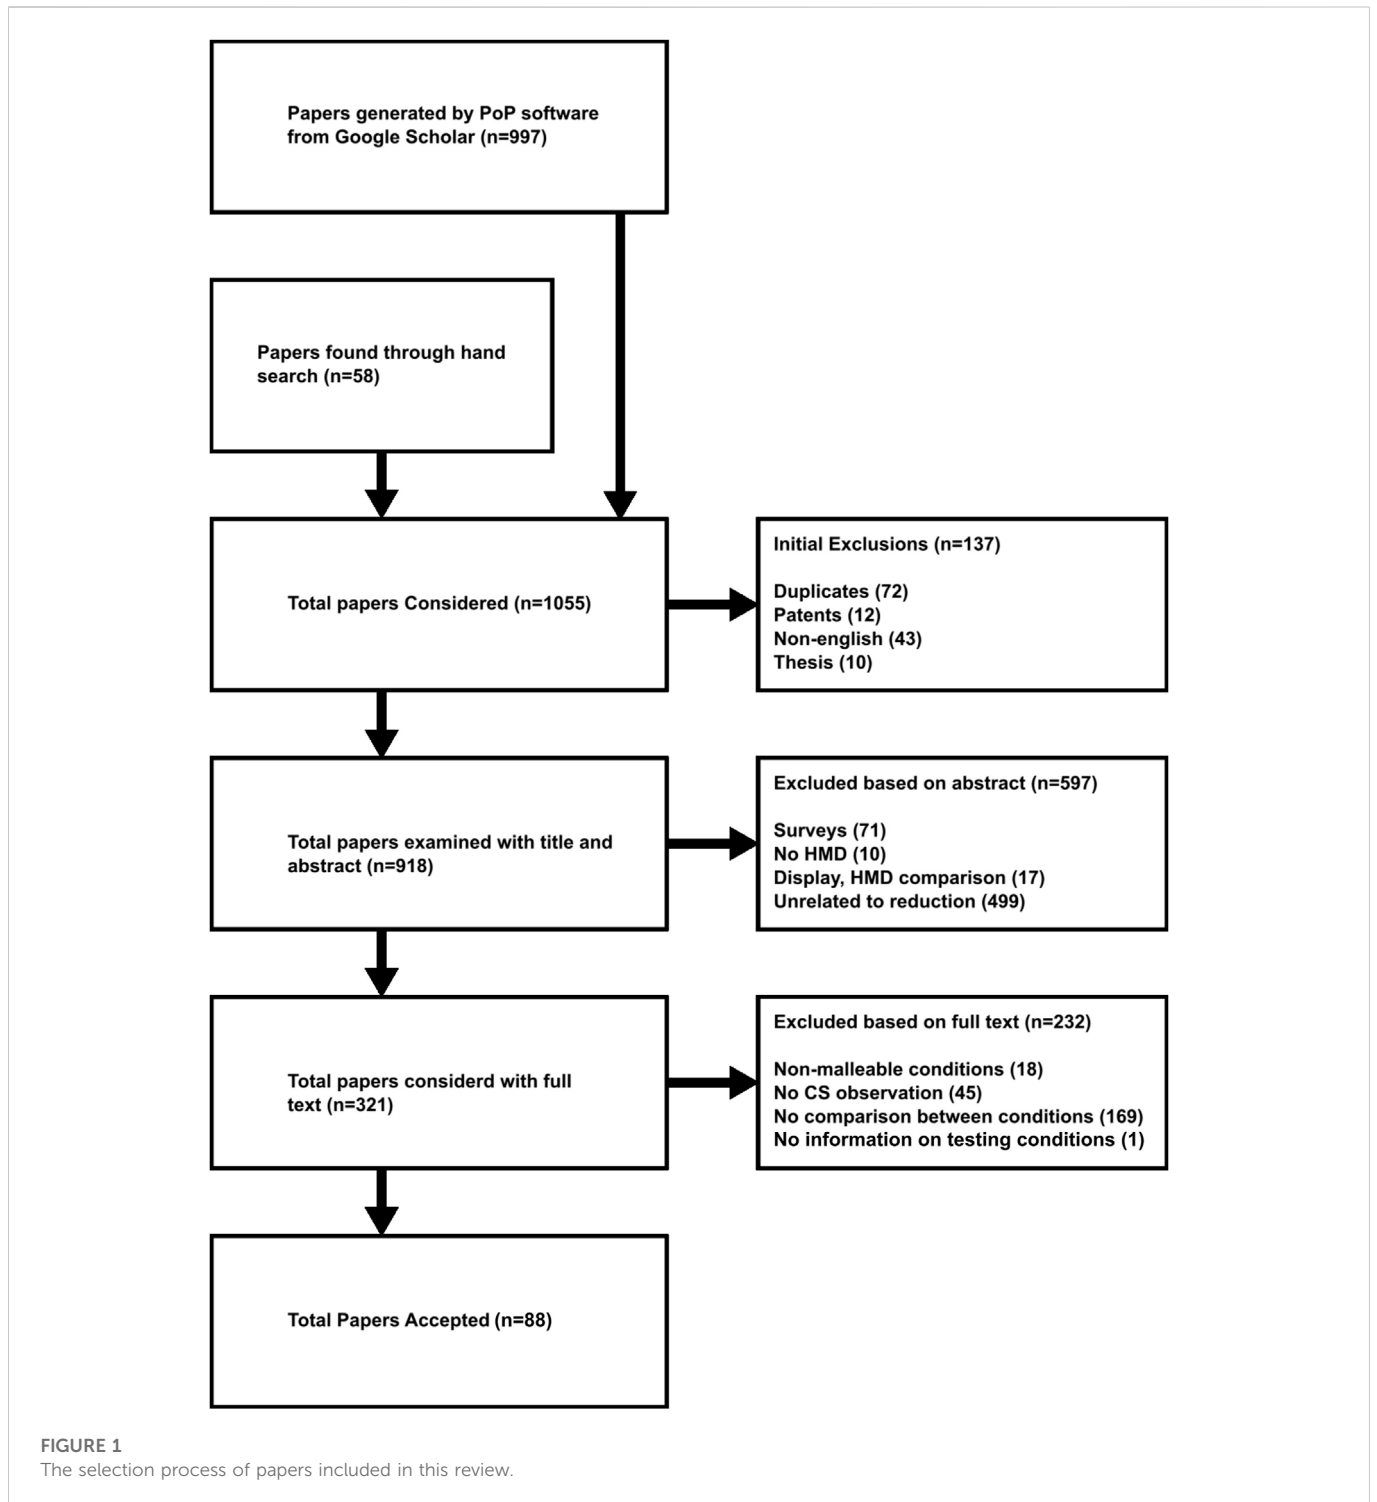 Papers generated by PoP software
from Google Scholar (n=997)
Papers found through hand
search (n=58)
Total papers Considered (n=1055)
Initial Exclusions (n=137)
Duplicates (72)
Patents (12)
Non-english (43)
Thesis (10)
Total papers examined with title and
abstract (n=918)
Excluded based on abstract (n=597)
Surveys (71)
No HMD (10)
Display, HMD comparison (17)
Unrelated to reduction (499)
Total papers considerd with full
text (n=321)
Excluded based on full text (n=232)
Non-malleable conditions (18)
No CS observation (45)
No comparison between conditions (169)
No information on testing conditions (1)
Total Papers Accepted (n=88)
FIGURE 1
The selection process of papers included in this review.